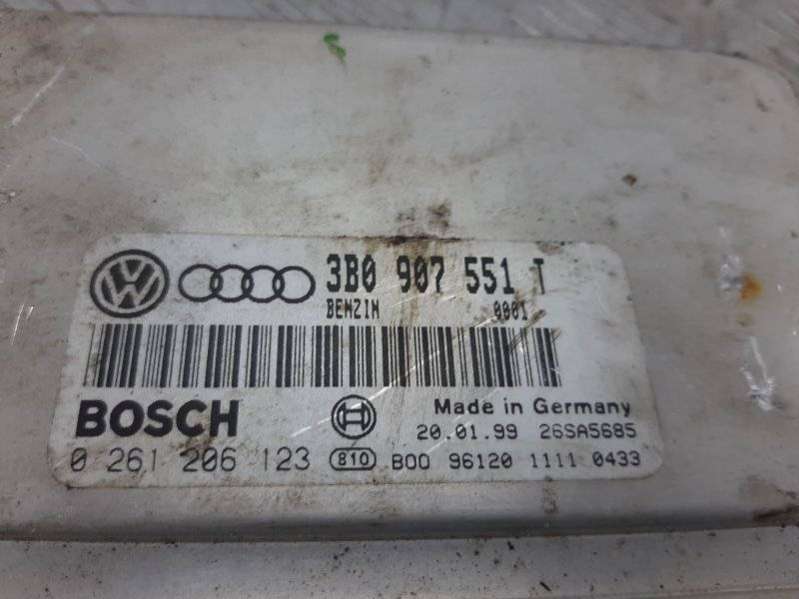 3B0 907 551 T
BENZIN 0001
BOSCH
Made in Germany
20.01.99 26SA5685
0 261 206 123 810 B00 96120 1111 0433